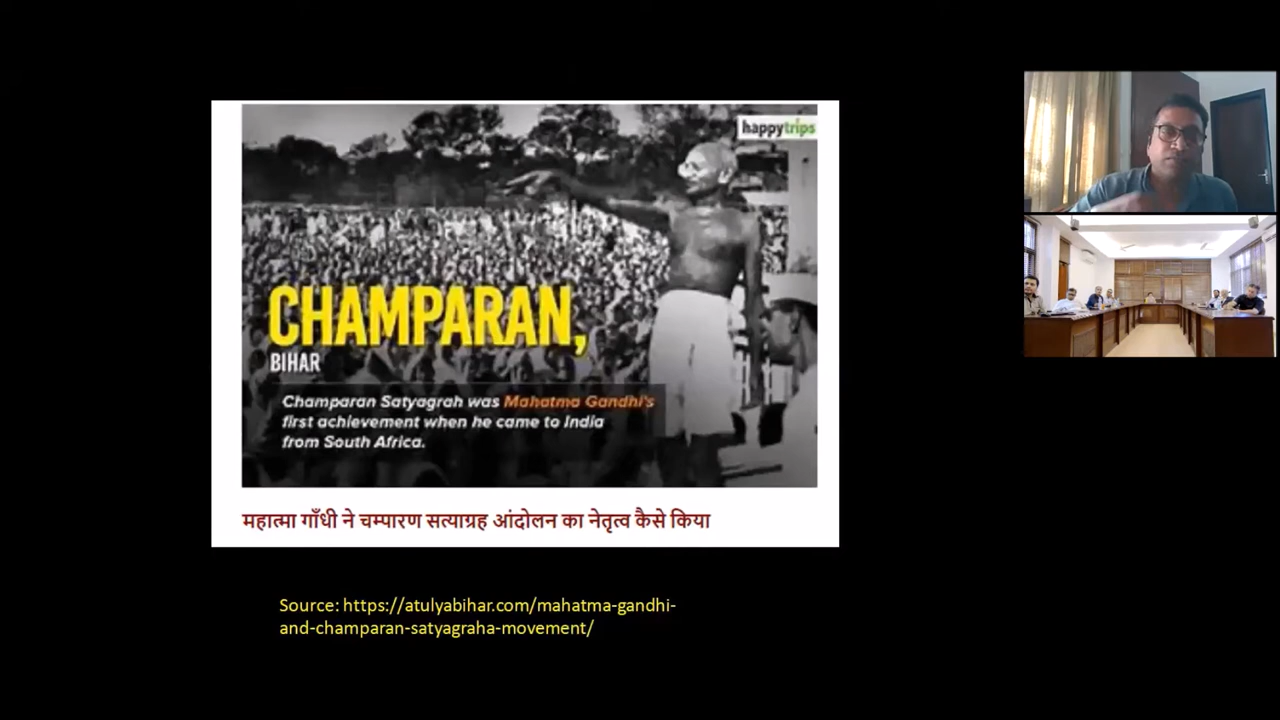 happytrips
CHAMPARAN,
BIHAR
Champaran Satyagrah was Mahatma Gandhi's
first achievement when he came to India
from South Africa.
महात्मा गाँधी ने चम्पारण सत्याग्रह आंदोलन का नेतृत्व कैसे किया
Source: https://atulyabihar.com/mahatma-gandhi-
and-champaran-satyagraha-movement/